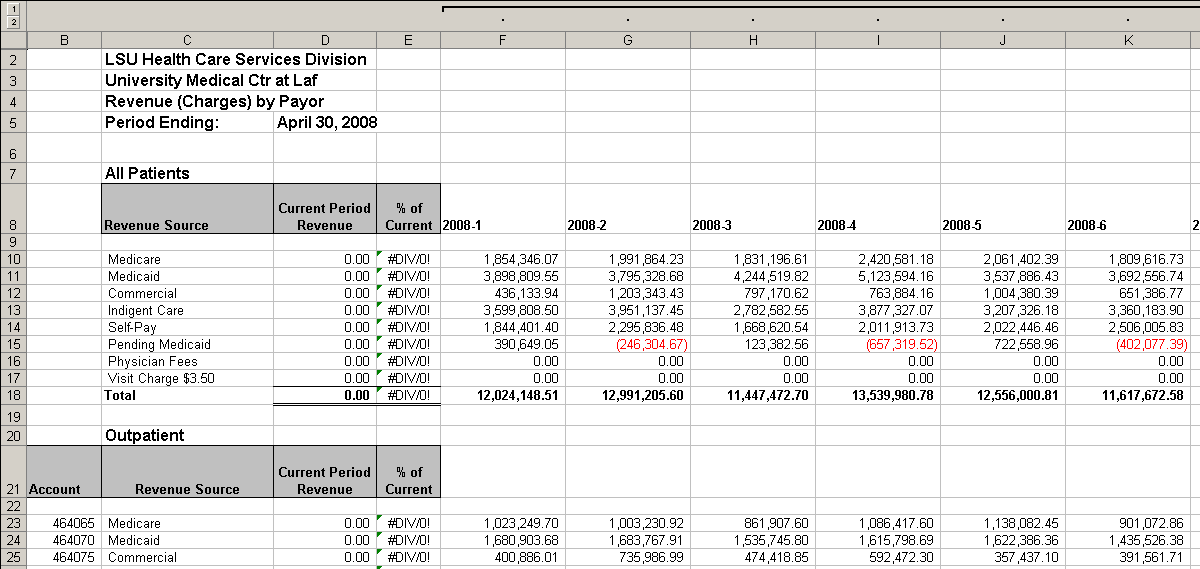 1
2
B C D E F G H I J K
2 LSU Health Care Services Division
3 University Medical Ctr at Laf
4 Revenue (Charges) by Payor
5 Period Ending: April 30, 2008
6
7 All Patients
Current Period % of
8 Revenue Source Revenue Current 2008-1 2008-2 2008-3 2008-4 2008-5 2008-6 2
9
10 Medicare 0.00 #DIV/0! 1,854,346.07 1,991,864.23 1,831,196.61 2,420,581.18 2,061,402.39 1,809,616.73
11 Medicaid 0.00 #DIV/0! 3,898,809.55 3,795,328.68 4,244,519.82 5,123,594.16 3,537,886.43 3,692,556.74
12 Commercial 0.00 #DIV/0! 436,133.94 1,203,343.43 797,170.62 763,884.16 1,004,380.39 651,386.77
13 Indigent Care 0.00 #DIV/0! 3,599,808.50 3,951,137.45 2,782,582.55 3,877,327.07 3,207,326.18 3,360,183.90
14 Self-Pay 0.00 #DIV/0! 1,844,401.40 2,295,836.48 1,668,620.54 2,011,913.73 2,022,446.46 2,506,005.83
15 Pending Medicaid 0.00 #DIV/0! 390,649.05 (246,304.67) 123,382.56 (657,319.52) 722,558.96 (402,077.39)
16 Physician Fees 0.00 #DIV/0! 0.00 0.00 0.00 0.00 0.00 0.00
17 Visit Charge $3.50 0.00 #DIV/0! 0.00 0.00 0.00 0.00 0.00 0.00
18 Total 0.00 #DIV/0! 12,024,148.51 12,991,205.60 11,447,472.70 13,539,980.78 12,556,000.81 11,617,672.58
19
20 Outpatient
Current Period % of
21 Account Revenue Source Revenue Current
22
23 464065 Medicare 0.00 #DIV/0! 1,023,249.70 1,003,230.92 861,907.60 1,086,417.60 1,138,082.45 901,072.86
24 464070 Medicaid 0.00 #DIV/0! 1,680,903.68 1,683,767.91 1,535,745.80 1,615,798.69 1,622,386.36 1,435,526.38
25 464075 Commercial 0.00 #DIV/0! 400,886.01 735,986.99 474,418.85 592,472.30 357,437.10 391,561.71